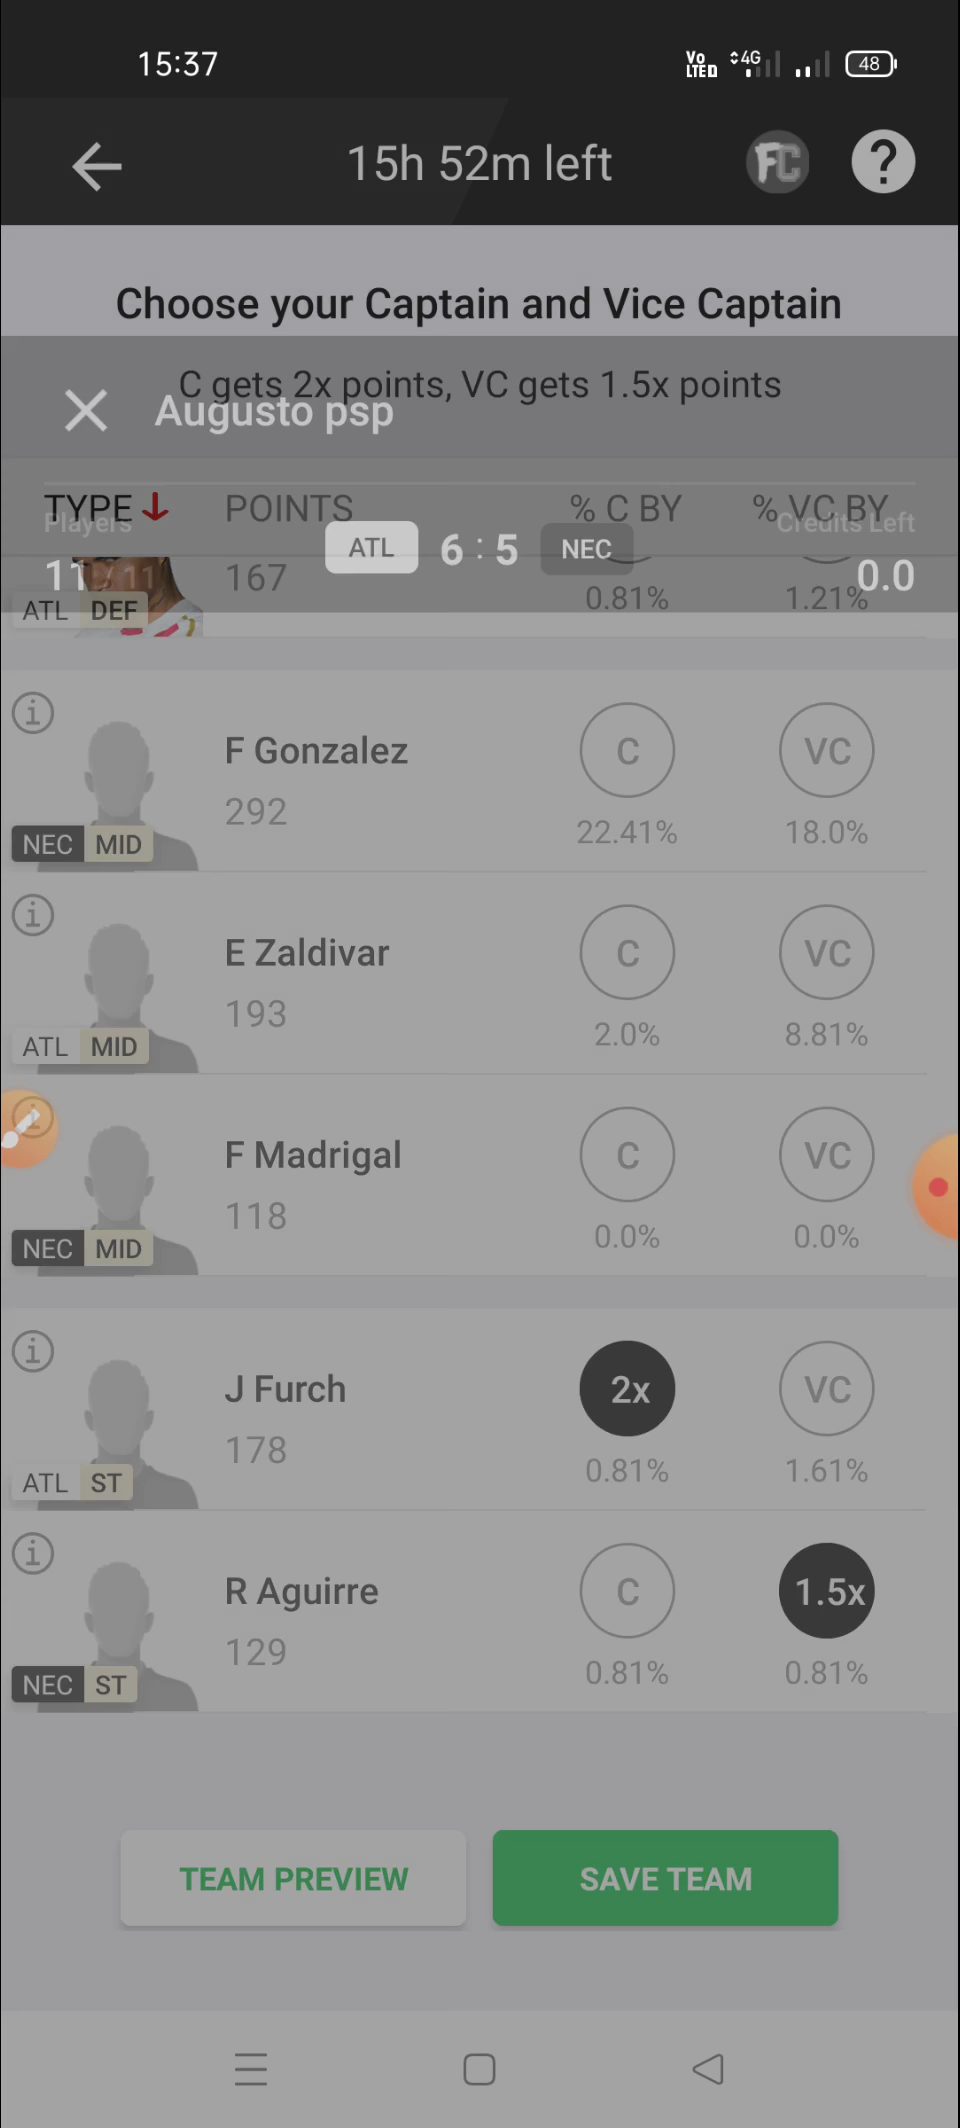 15:37
Vo LTED 4G 48
15h 52m left
FC ?
Choose your Captain and Vice Captain
C gets 2x points, VC gets 1.5x points
Augusto psp
TYPE POINTS % C BY % VC BY
Players Credits Left
ATL 6 : 5 NEC
11 / 11 167 0.81% 1.21% 0.0
ATL DEF
F Gonzalez C VC
292 22.41% 18.0%
NEC MID
E Zaldivar C VC
193 2.0% 8.81%
ATL MID
F Madrigal C VC
118 0.0% 0.0%
NEC MID
J Furch 2x VC
178 0.81% 1.61%
ATL ST
R Aguirre C 1.5x
129 0.81% 0.81%
NEC ST
TEAM PREVIEW SAVE TEAM